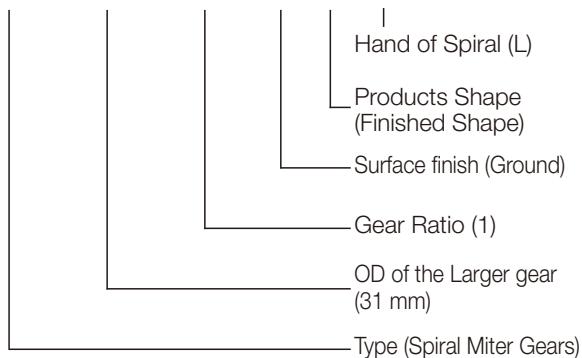 Hand of Spiral (L)
Products Shape
(Finished Shape)
Surface finish (Ground)
Gear Ratio (1)
OD of the Larger gear
(31 mm)
Type (Spiral Miter Gears)